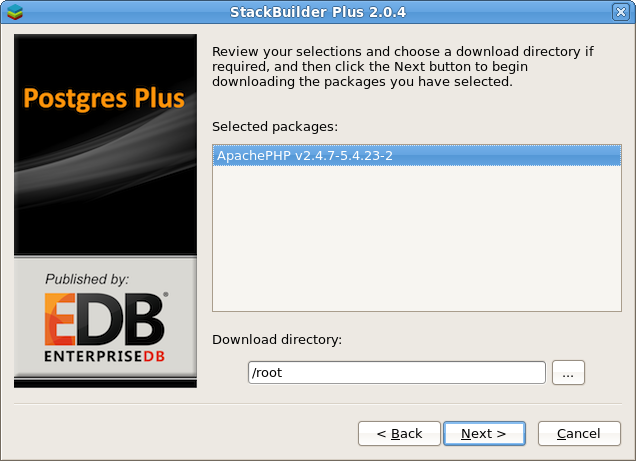 StackBuilder Plus 2.0.4
Postgres Plus
Published by:
EDB®
ENTERPRISEDB
Review your selections and choose a download directory if
required, and then click the Next button to begin
downloading the packages you have selected.
Selected packages:
ApachePHP v2.4.7-5.4.23-2
Download directory:
/root
...
< Back
Next >
Cancel